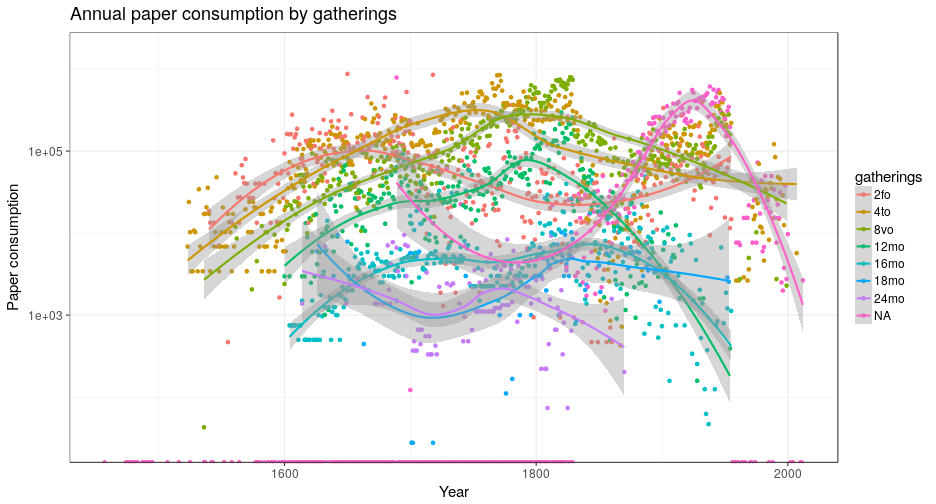 Annual paper consumption by gatherings
Paper consumption
1e+05
1e+03
1600
1800
2000
Year
gatherings
2fo
4to
8vo
12mo
16mo
18mo
24mo
NA